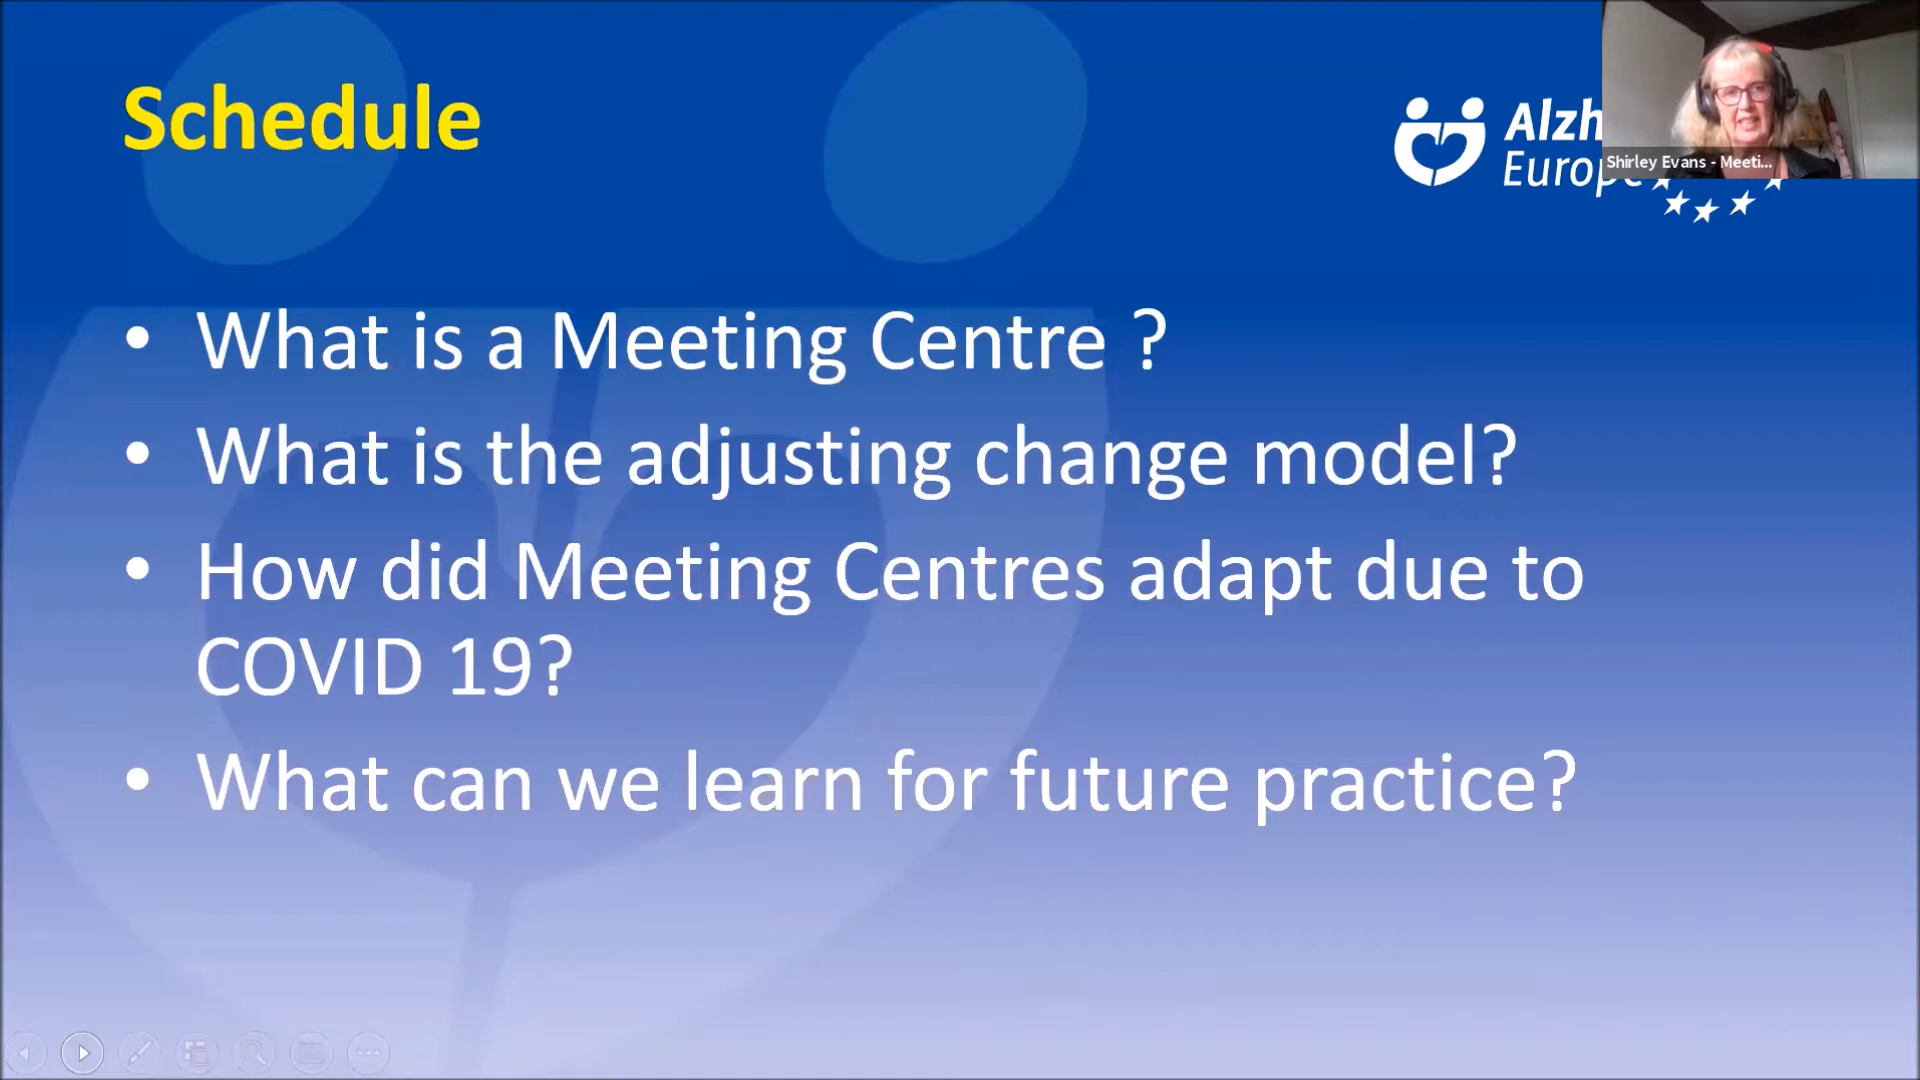 Schedule
Alzh
Europe
Shirley Evans - Meeti...
• What is a Meeting Centre ?
• What is the adjusting change model?
• How did Meeting Centres adapt due to
COVID 19?
• What can we learn for future practice?